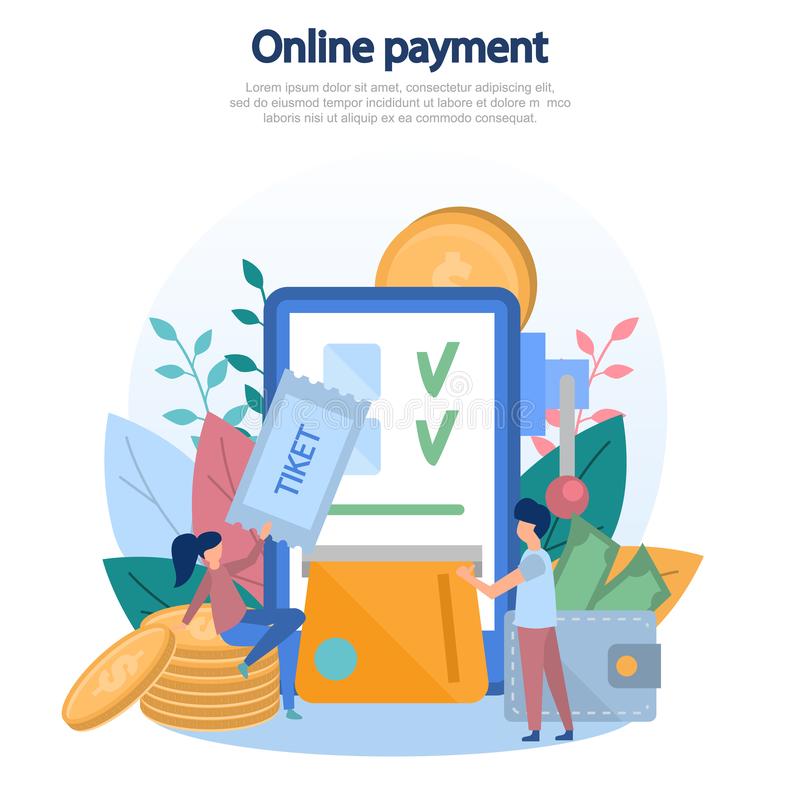 Online payment
Lorem ipsum dolor sit amet, consectetur adipiscing elit,
sed do eiusmod tempor incididunt ut labore et dolore m mco
laboris nisi ut aliquip ex ea commodo consequat.
TIKET